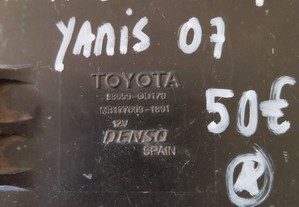 YANIS 07
TOYOTA
50€
12V
DENSO
SPAIN
R